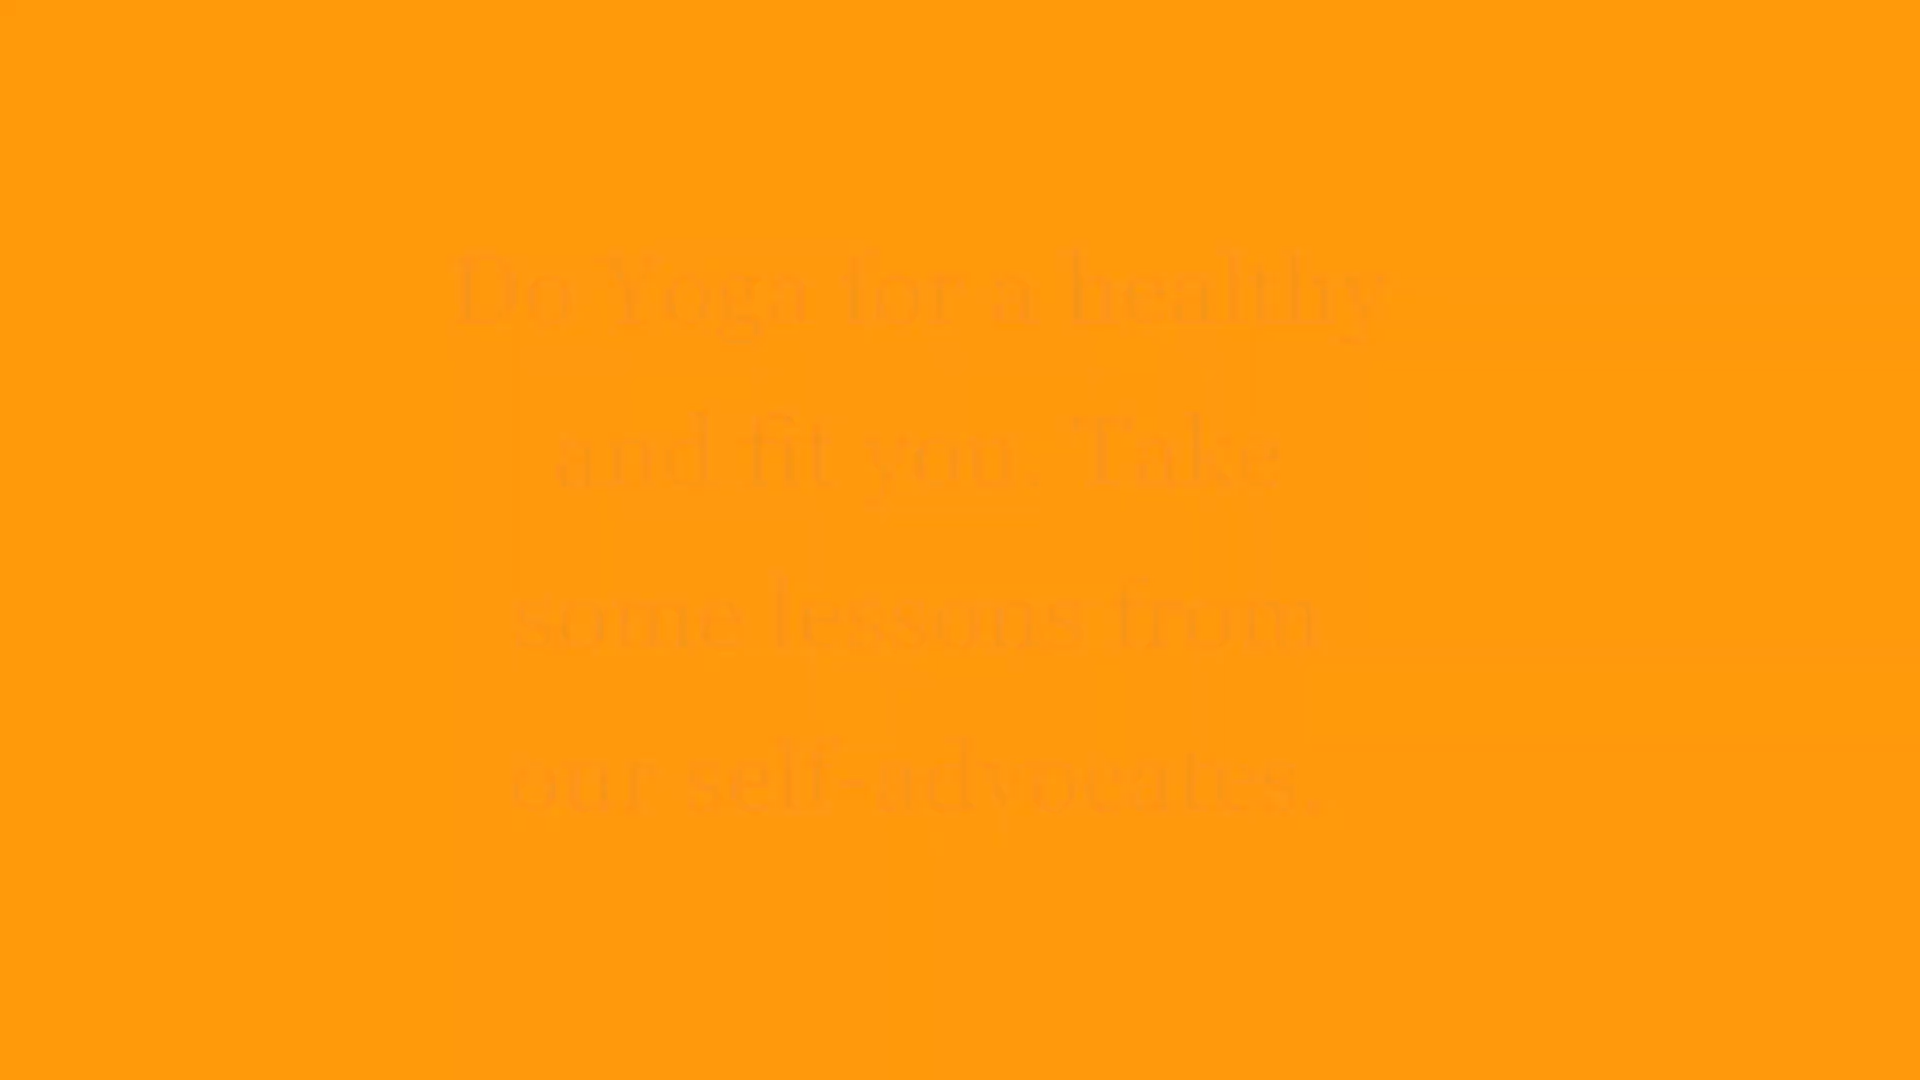 Do Yoga for a healthy
and fit you. Take
some lessons from
our self-advocates.